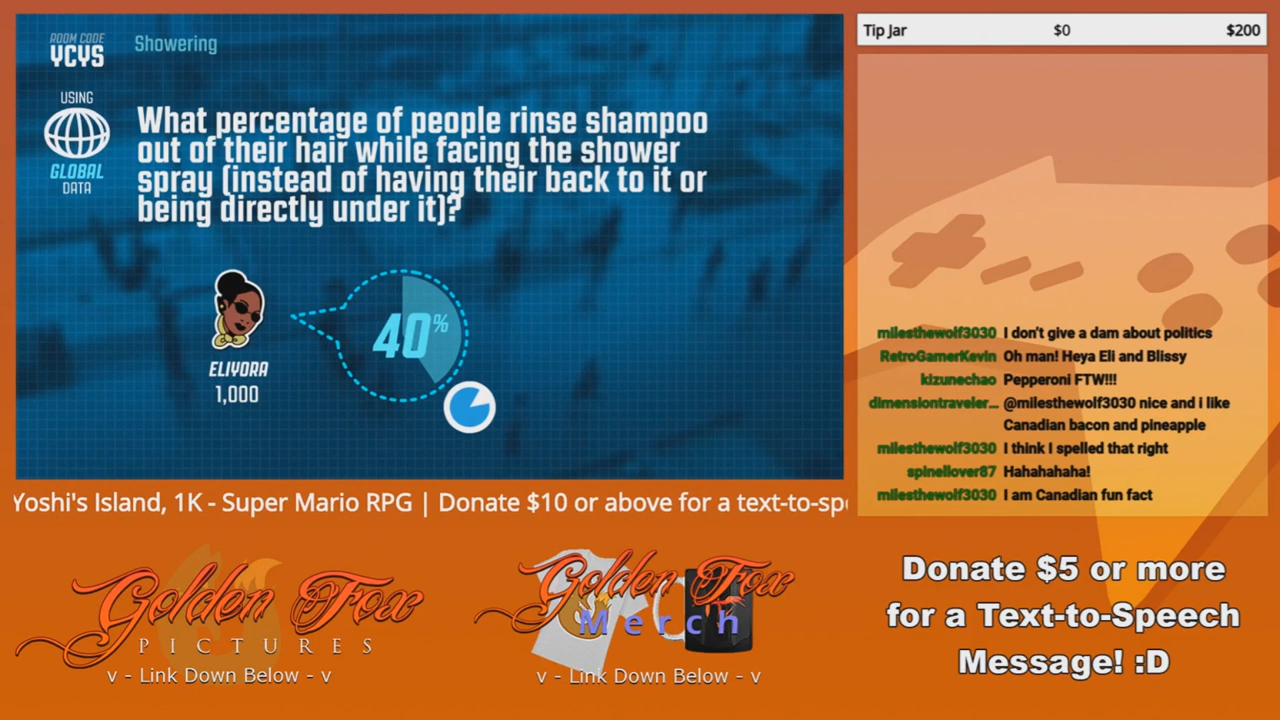 ROOM CODE
YCYS
Showering
USING
GLOBAL
DATA
What percentage of people rinse shampoo
out of their hair while facing the shower
spray (instead of having their back to it or
being directly under it)?
40%
ELIYORA
1,000
Tip Jar $0 $200
milesthewolf3030 I don't give a dam about politics
RetroGamerKevin Oh man! Heya Eli and Blissy
kizunechao Pepperoni FTW!!!
dimensiontraveler... @milesthewolf3030 nice and i like
Canadian bacon and pineapple
milesthewolf3030 I think I spelled that right
spinellover87 Hahahahaha!
milesthewolf3030 I am Canadian fun fact
Yoshi's Island, 1K - Super Mario RPG | Donate $10 or above for a text-to-spe
Golden Fox
PICTURES
v - Link Down Below - v
Golden Fox
Merch
v - Link Down Below - v
Donate $5 or more
for a Text-to-Speech
Message! :D